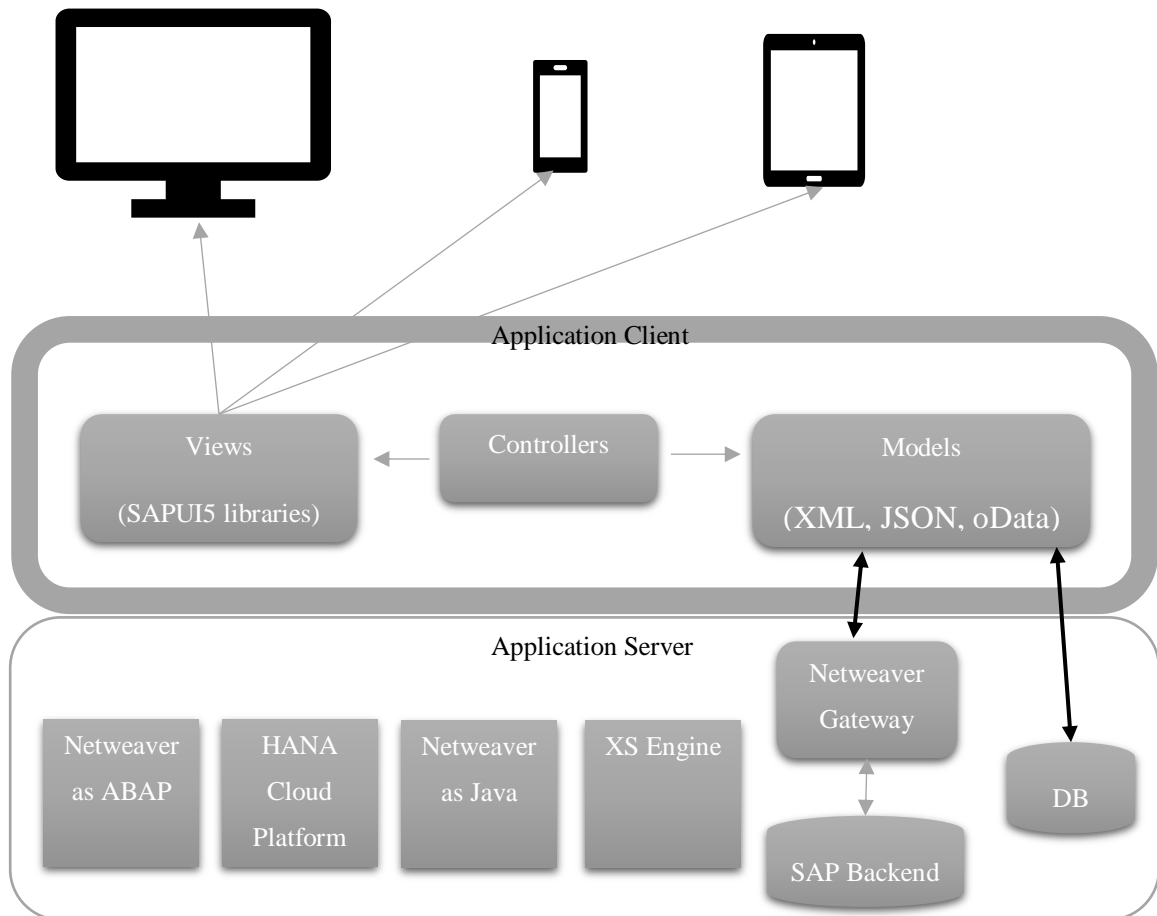 Application Client
Views
(SAPUI5 libraries)
Controllers
Models
(XML, JSON, oData)
Application Server
Netweaver
as ABAP
HANA
Cloud
Platform
Netweaver
as Java
XS Engine
Netweaver
Gateway
SAP Backend
DB